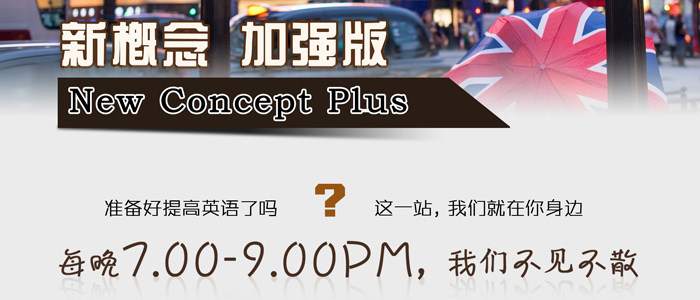 新概念 加强版
New Concept Plus
准备好提高英语了吗 ? 这一站，我们就在你身边
每晚7.00-9.00PM，我们不见不散